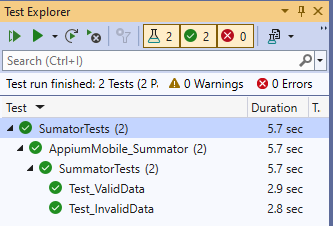 Test Explorer
2 2 0
Search (Ctrl+I)
Test run finished: 2 Tests (2 P 0 Warnings 0 Errors
Test Duration T.
SumatorTests (2) 5.7 sec
AppiumMobile_Summator (2) 5.7 sec
SummatorTests (2) 5.7 sec
Test_ValidData 2.9 sec
Test_InvalidData 2.8 sec